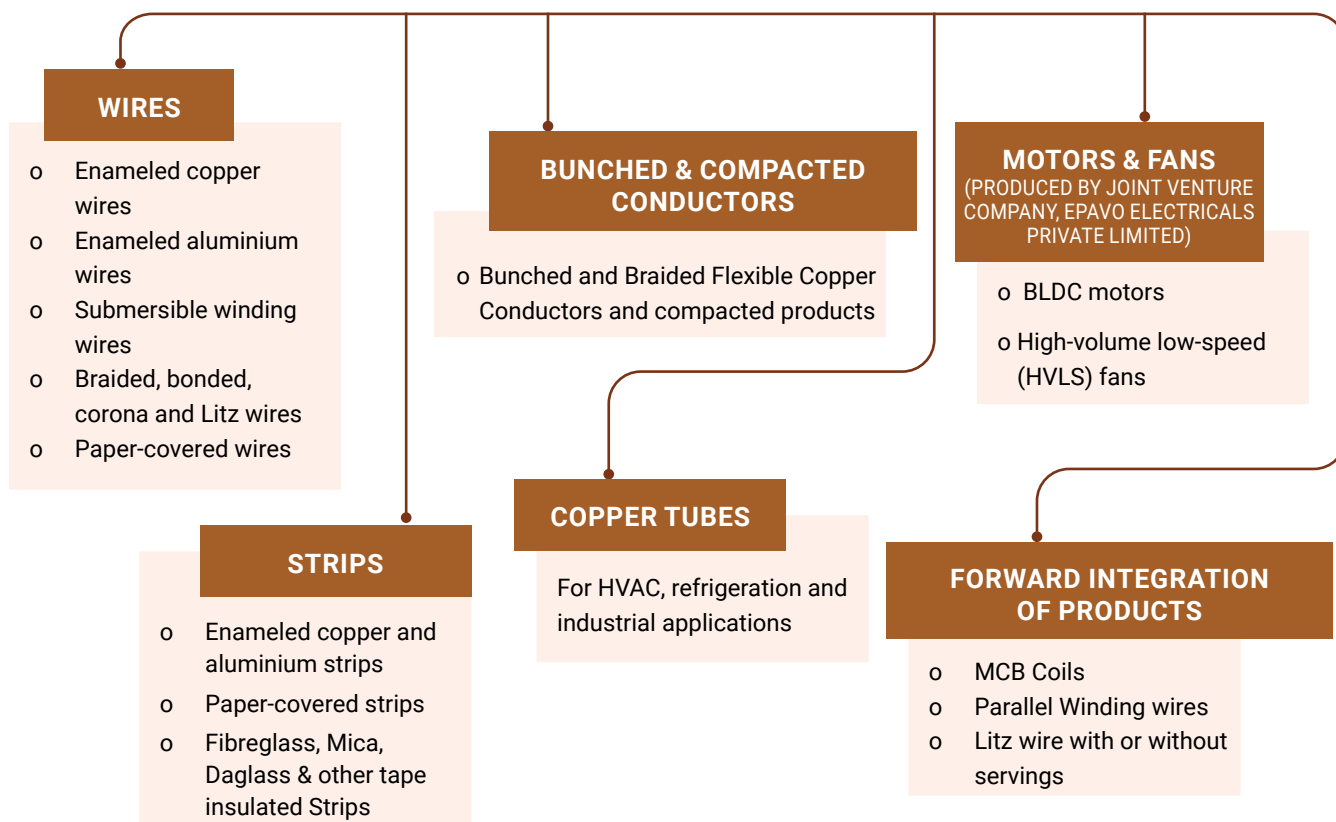 WIRES
o Enameled copper
wires
o Enameled aluminium
wires
o Submersible winding
wires
o Braided, bonded,
corona and Litz wires
o Paper-covered wires
BUNCHED & COMPACTED
CONDUCTORS
o Bunched and Braided Flexible Copper
Conductors and compacted products
MOTORS & FANS
(PRODUCED BY JOINT VENTURE
COMPANY, EPAVO ELECTRICALS
PRIVATE LIMITED)
o BLDC motors
o High-volume low-speed
(HVLS) fans
STRIPS
o Enameled copper and
aluminium strips
o Paper-covered strips
o Fibreglass, Mica,
Daglass & other tape
insulated Strips
COPPER TUBES
For HVAC, refrigeration and
industrial applications
FORWARD INTEGRATION
OF PRODUCTS
o MCB Coils
o Parallel Winding wires
o Litz wire with or without
servings